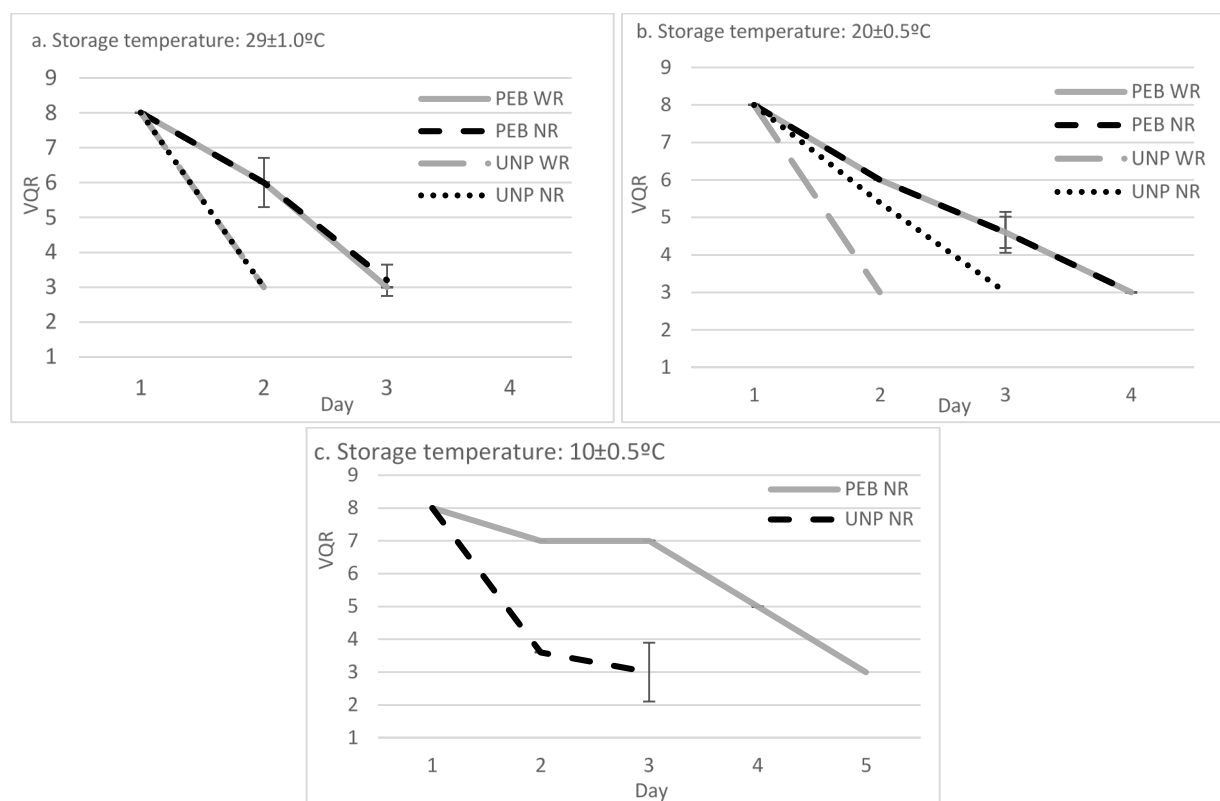 a. Storage temperature: 29±1.0ºC
9
8
7
6
5
4
3
2
1
VQR
PEB WR
PEB NR
UNP WR
UNP NR
1 2 3 4
Day
b. Storage temperature: 20±0.5ºC
9
8
7
6
5
4
3
2
1
VQR
PEB WR
PEB NR
UNP WR
UNP NR
1 2 3 4
Day
c. Storage temperature: 10±0.5ºC
9
8
7
6
5
4
3
2
1
VQR
PEB NR
UNP NR
1 2 3 4 5
Day